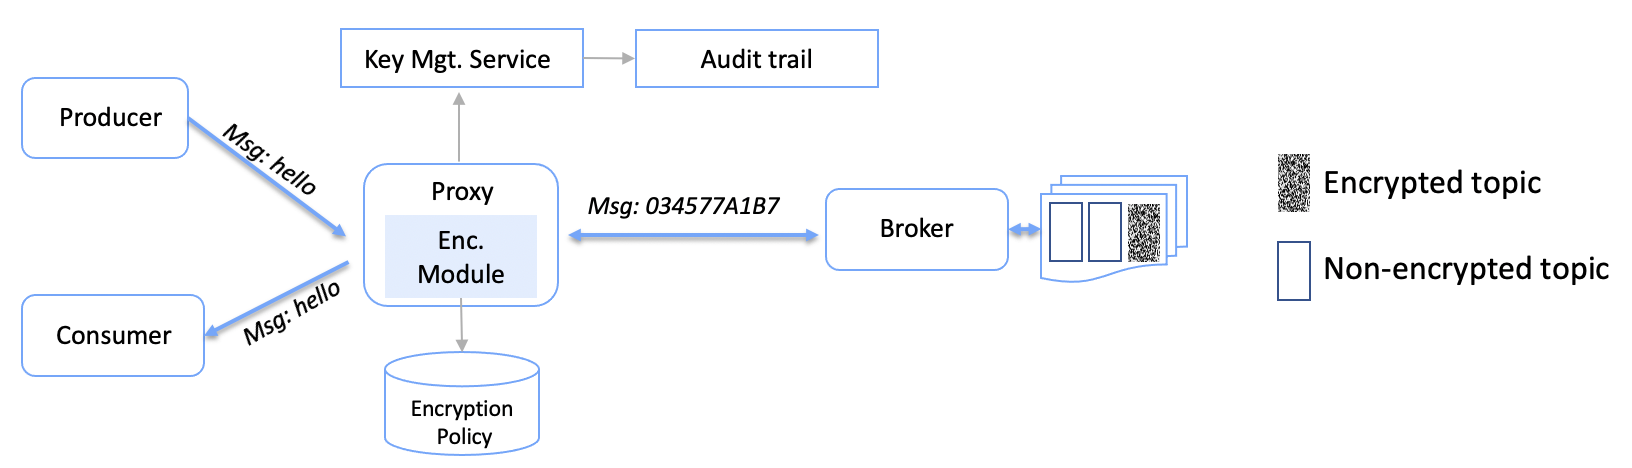 Key Mgt. Service
Audit trail
Producer
Msg: hello
Proxy
Enc.
Module
Msg: 034577A1B7
Broker
Encrypted topic
Non-encrypted topic
Consumer
Msg: hello
Encryption
Policy